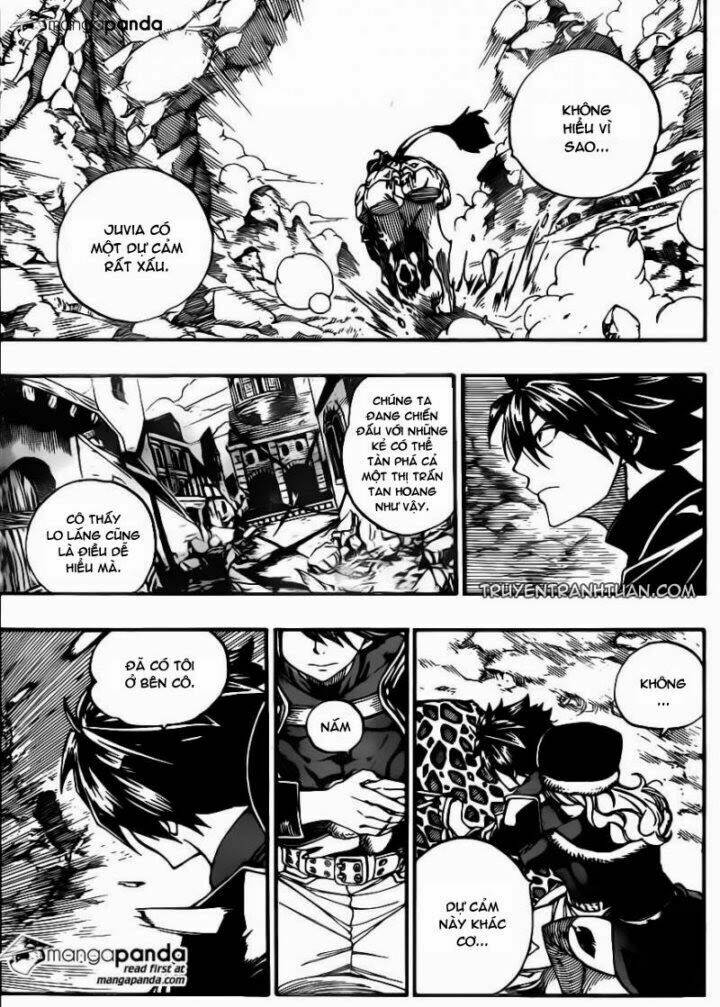 mangapanda
KHÔNG
HIỂU VÌ
SAO...
JUVIA CÓ
MỘT DỰ CẢM
RẤT XẤU.
CHÚNG TA
ĐANG CHIẾN
ĐẤU VỚI NHỮNG
KẺ CÓ THỂ
TÀN PHÁ CẢ
MỘT THỊ TRẤN
TAN HOANG
NHƯ VẬY.
CÔ THẤY
LO LẮNG CŨNG
LÀ ĐIỀU DỄ
HIỂU MÀ.
TRUYENTRANHTUAN.COM
KHÔNG
...
DỰ CẢM
NÀY KHÁC
CƠ...
NẮM
ĐÃ CÓ TÔI
Ở BÊN CÔ.
mangapanda
read first at
mangapanda.com